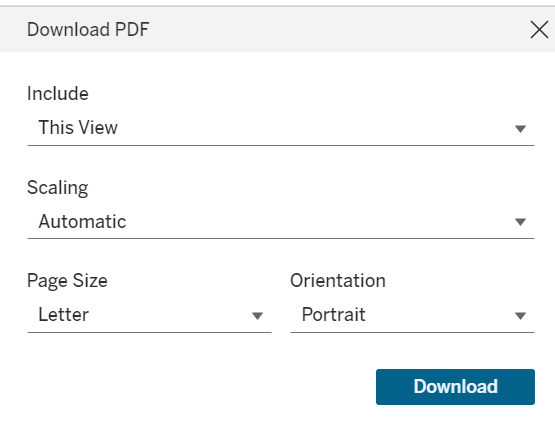 Download PDF
Include
This View
Scaling
Automatic
Page Size
Orientation
Letter
Portrait
Download